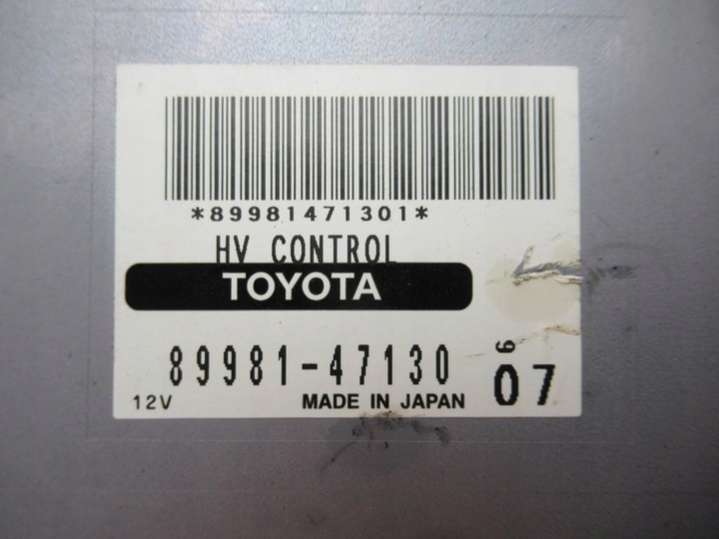 *89981471301*
HV CONTROL
TOYOTA
89981-47130
6
07
12V
MADE IN JAPAN